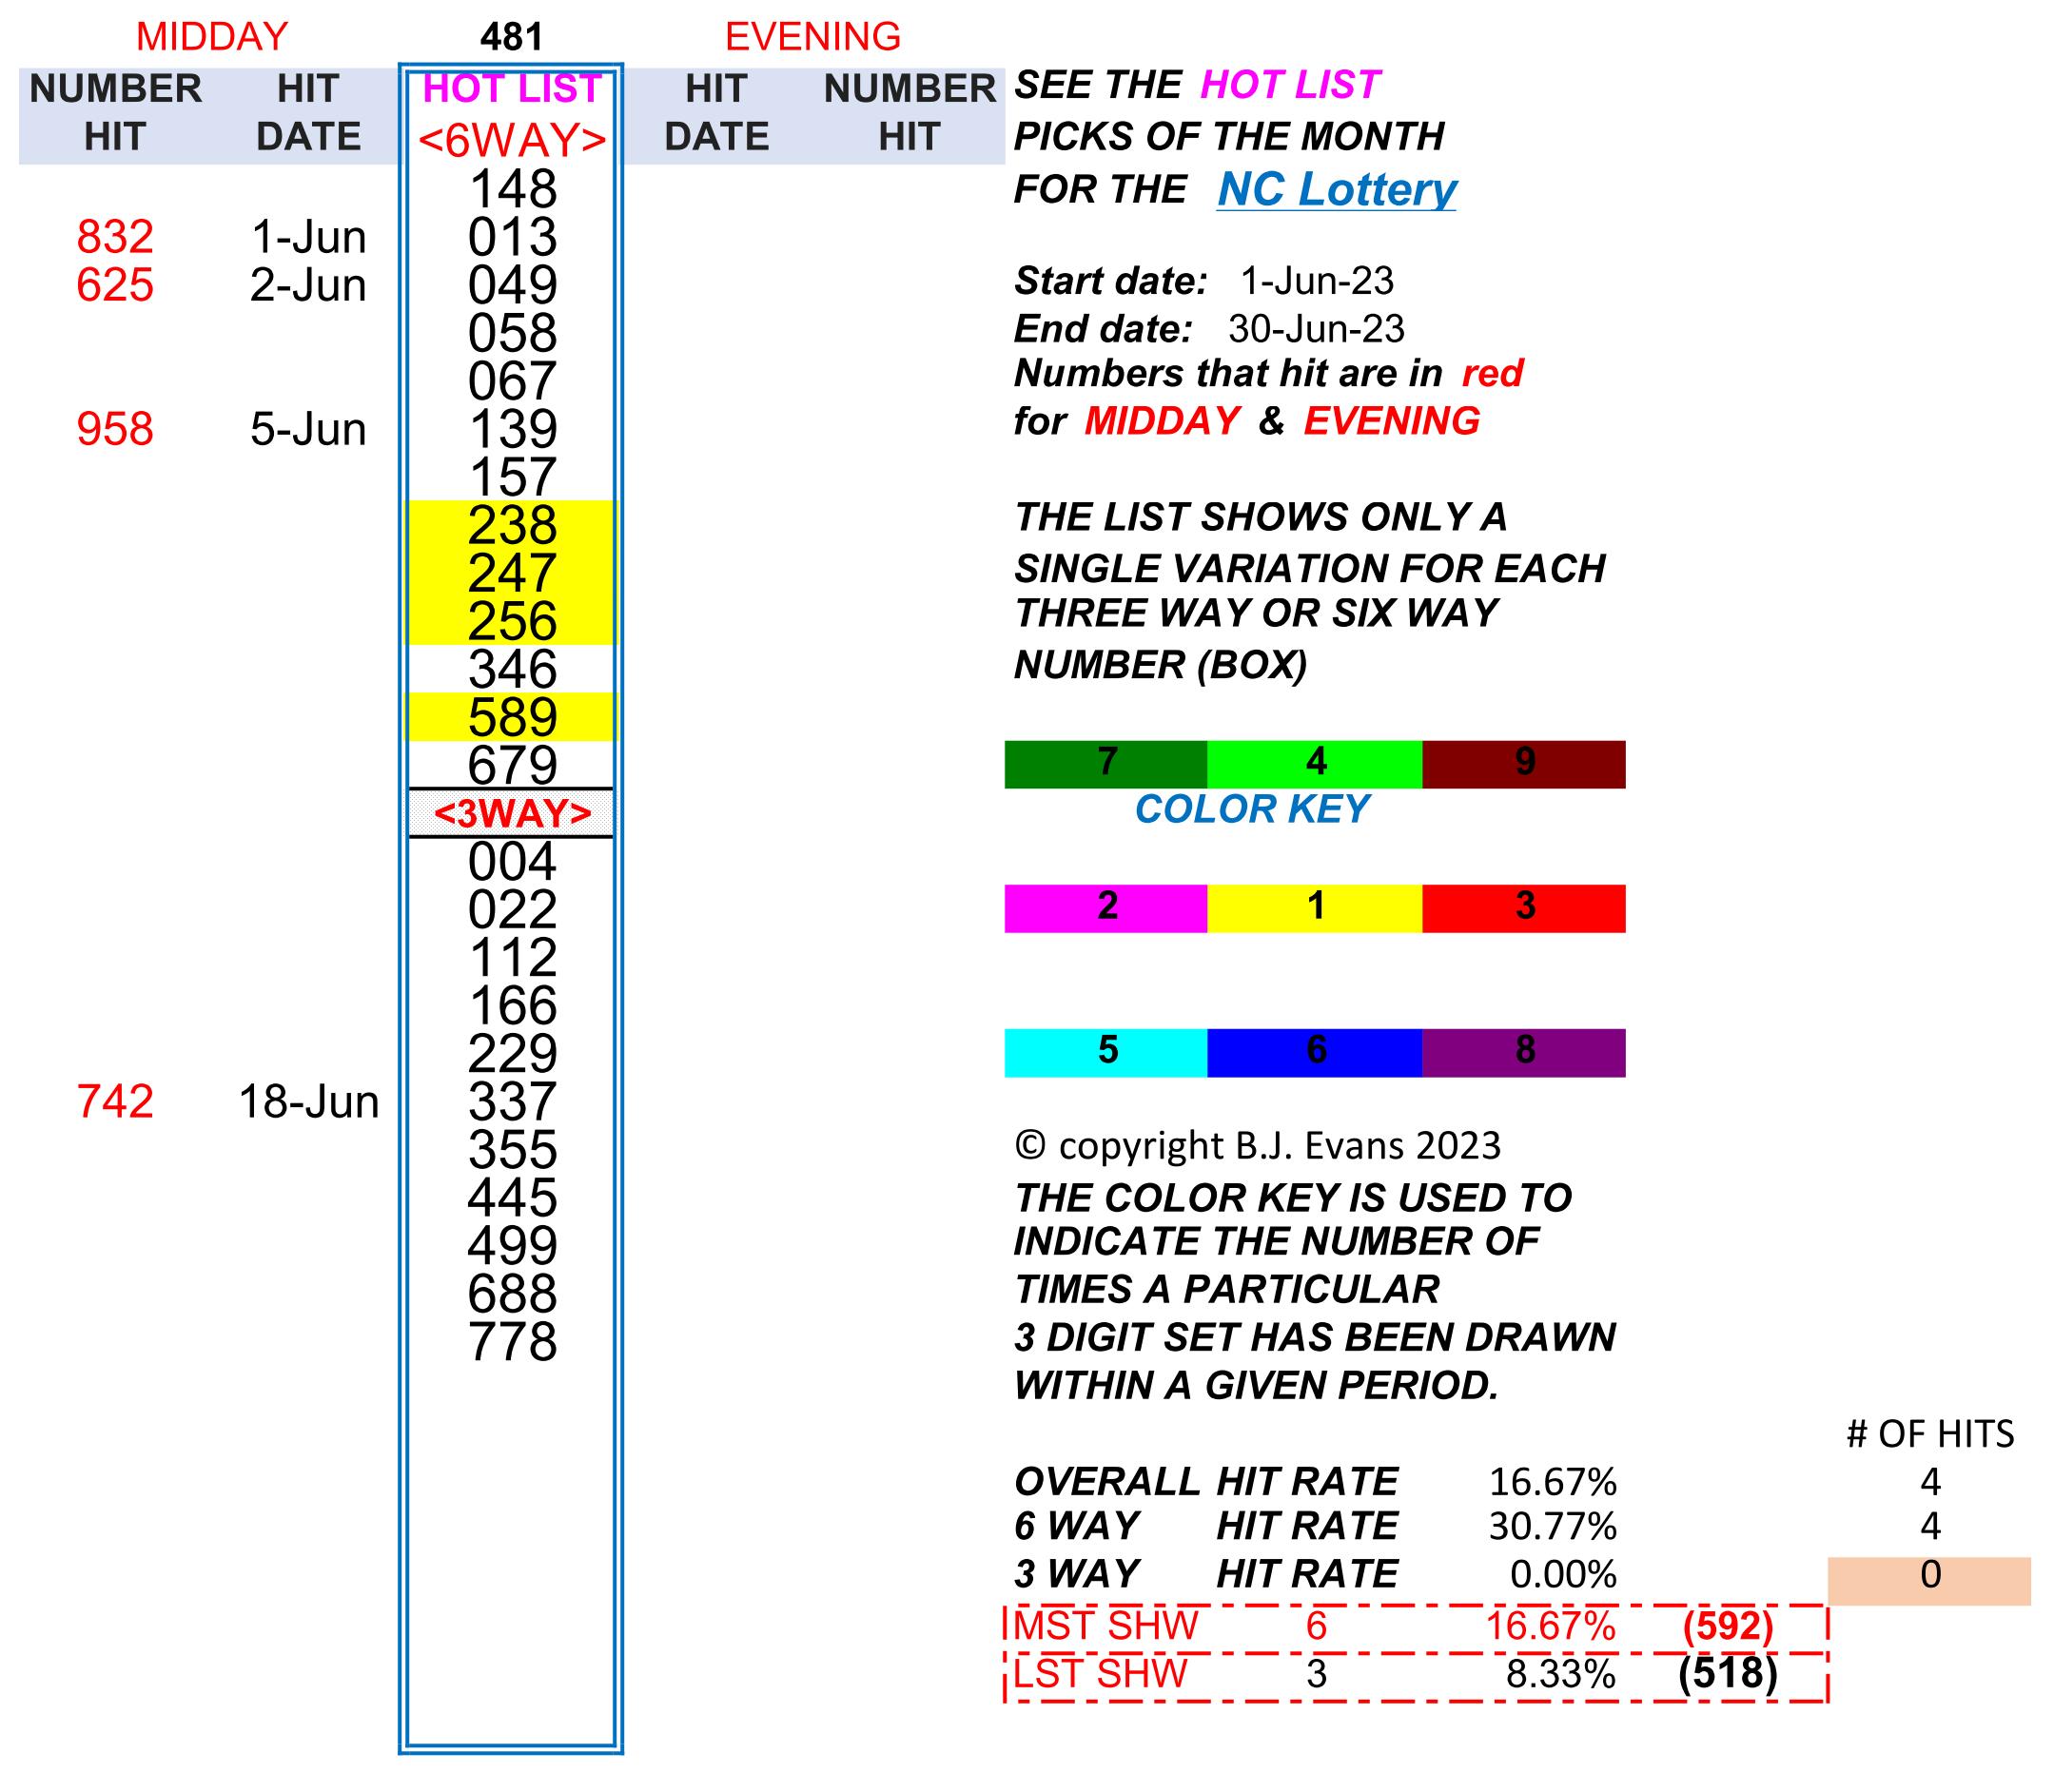 MIDDAY 481 EVENING
NUMBER HIT HOT LIST HIT NUMBER
HIT DATE <6WAY> DATE HIT
148
832 1-Jun 013
625 2-Jun 049
058
067
958 5-Jun 139
157
238
247
256
346
589
679
<3WAY>
004
022
112
166
229
742 18-Jun 337
355
445
499
688
778
SEE THE HOT LIST
PICKS OF THE MONTH
FOR THE NC Lottery
Start date: 1-Jun-23
End date: 30-Jun-23
Numbers that hit are in red
for MIDDAY & EVENING
THE LIST SHOWS ONLY A
SINGLE VARIATION FOR EACH
THREE WAY OR SIX WAY
NUMBER (BOX)
7 4 9
COLOR KEY
2 1 3
5 6 8
© copyright B.J. Evans 2023
THE COLOR KEY IS USED TO
INDICATE THE NUMBER OF
TIMES A PARTICULAR
3 DIGIT SET HAS BEEN DRAWN
WITHIN A GIVEN PERIOD.
# OF HITS
OVERALL HIT RATE 16.67% 4
6 WAY HIT RATE 30.77% 4
3 WAY HIT RATE 0.00% 0
MST SHW 6 16.67% (592)
LST SHW 3 8.33% (518)